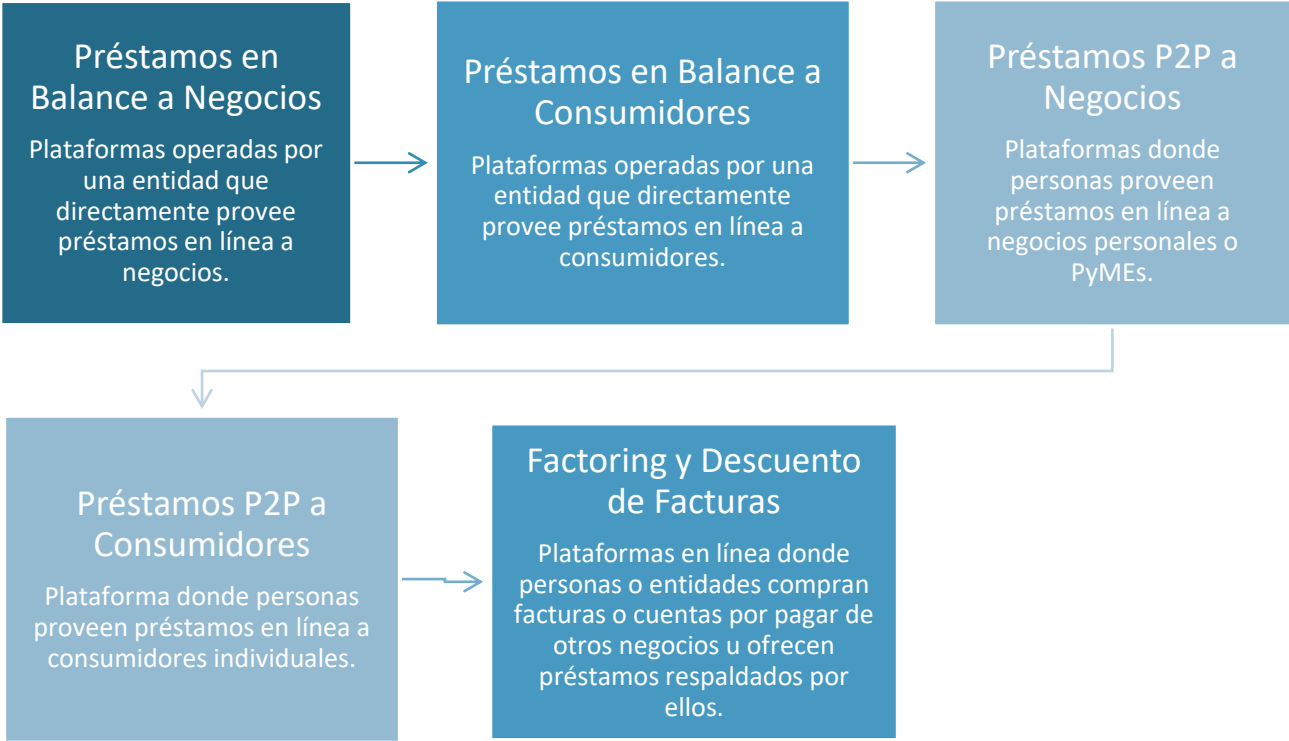 Préstamos en
Balance a Negocios
Plataformas operadas por
una entidad que
directamente provee
préstamos en línea a
negocios.
Préstamos en Balance a
Consumidores
Plataformas operadas por una
entidad que directamente
provee préstamos en línea a
consumidores.
Préstamos P2P a
Negocios
Plataformas donde
personas proveen
préstamos en línea a
negocios personales o
PyMEs.
Préstamos P2P a
Consumidores
Plataforma donde personas
proveen préstamos en línea a
consumidores individuales.
Factoring y Descuento
de Facturas
Plataformas en línea donde
personas o entidades compran
facturas o cuentas por pagar de
otros negocios u ofrecen
préstamos respaldados por
ellos.